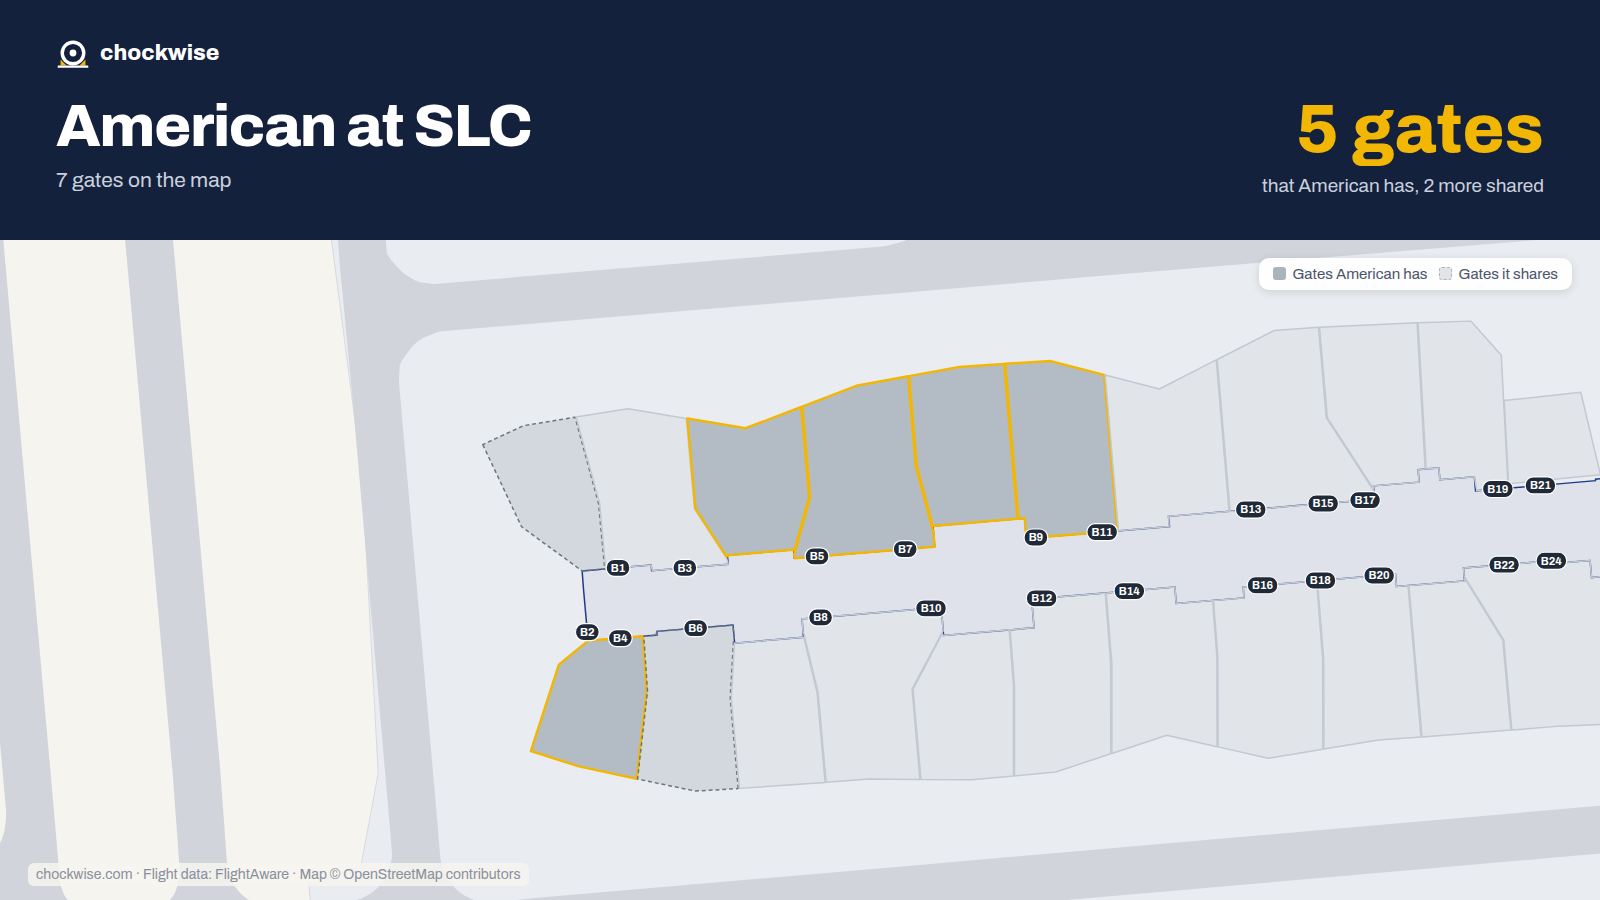 chockwise
American at SLC
7 gates on the map
5 gates
that American has, 2 more shared
Gates American has
Gates it shares
B1
B3
B5
B7
B9
B11
B13
B15
B17
B19
B21
B2
B4
B6
B8
B10
B12
B14
B16
B18
B20
B22
B24
chockwise.com · Flight data: FlightAware · Map © OpenStreetMap contributors